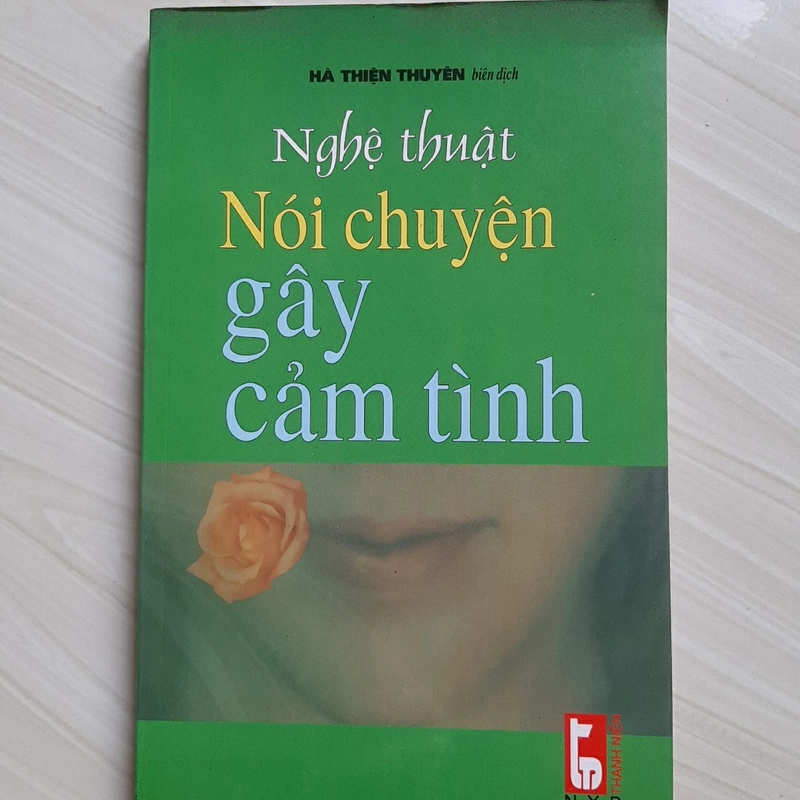 HÀ THIỆN THUYÊN biên dịch
Nghệ thuật
Nói chuyện
gây
cảm tình
THANH NIÊN